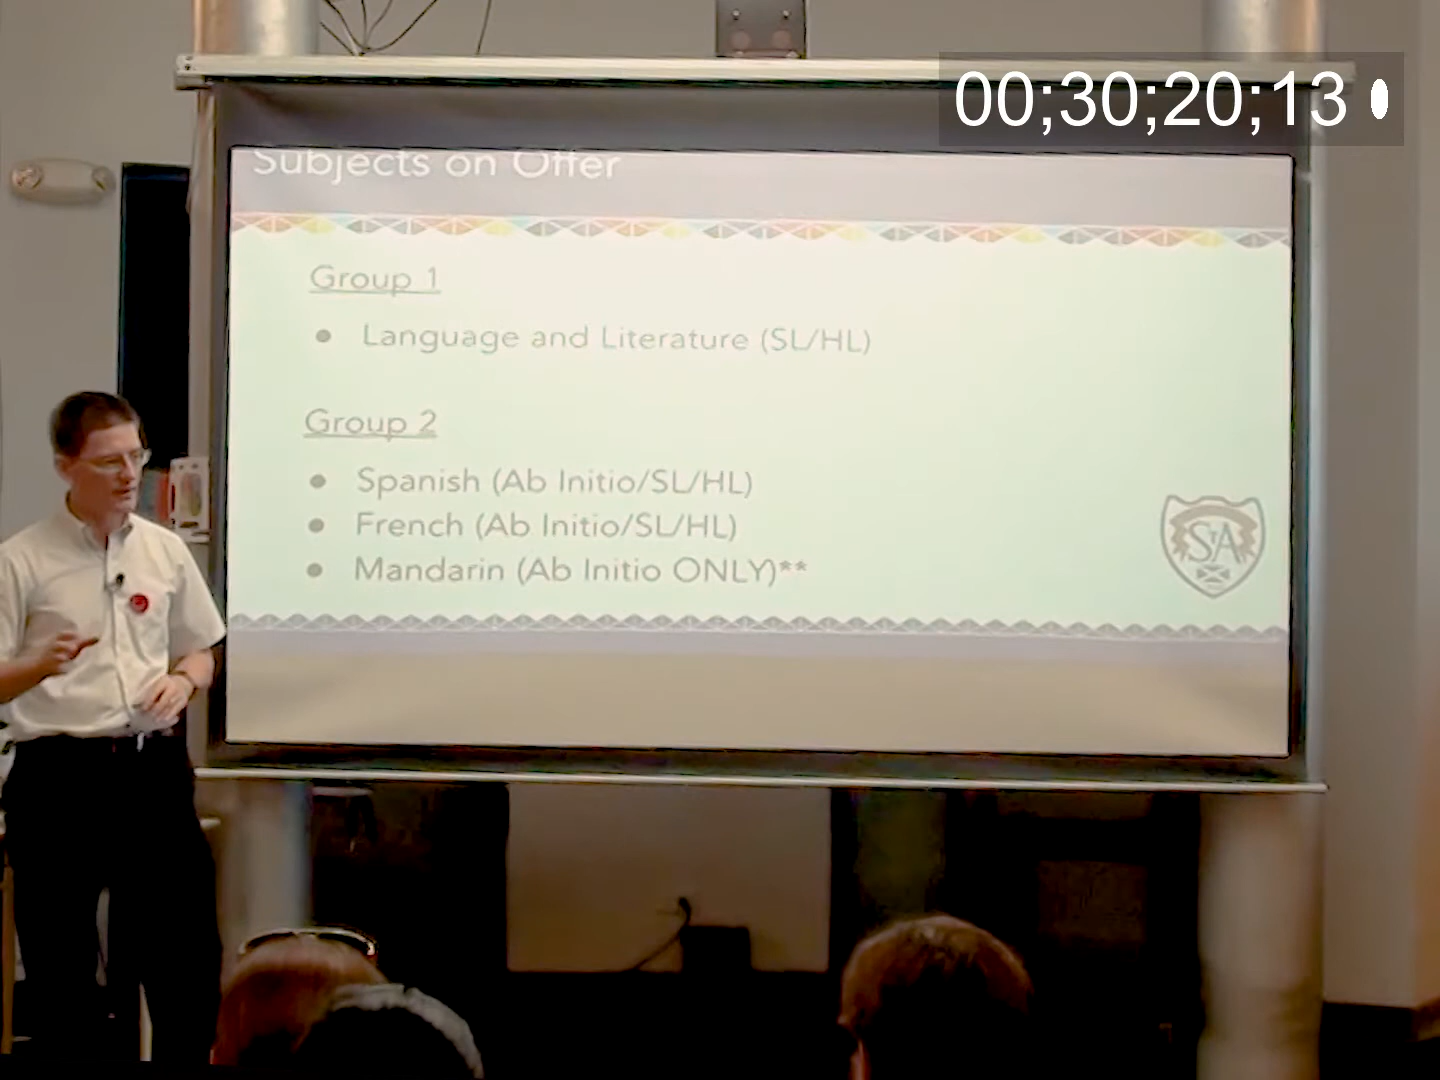 00;30;20;13
Subjects on Offer
Group 1
● Language and Literature (SL/HL)
Group 2
● Spanish (Ab Initio/SL/HL)
● French (Ab Initio/SL/HL)
● Mandarin (Ab Initio ONLY)**
STA